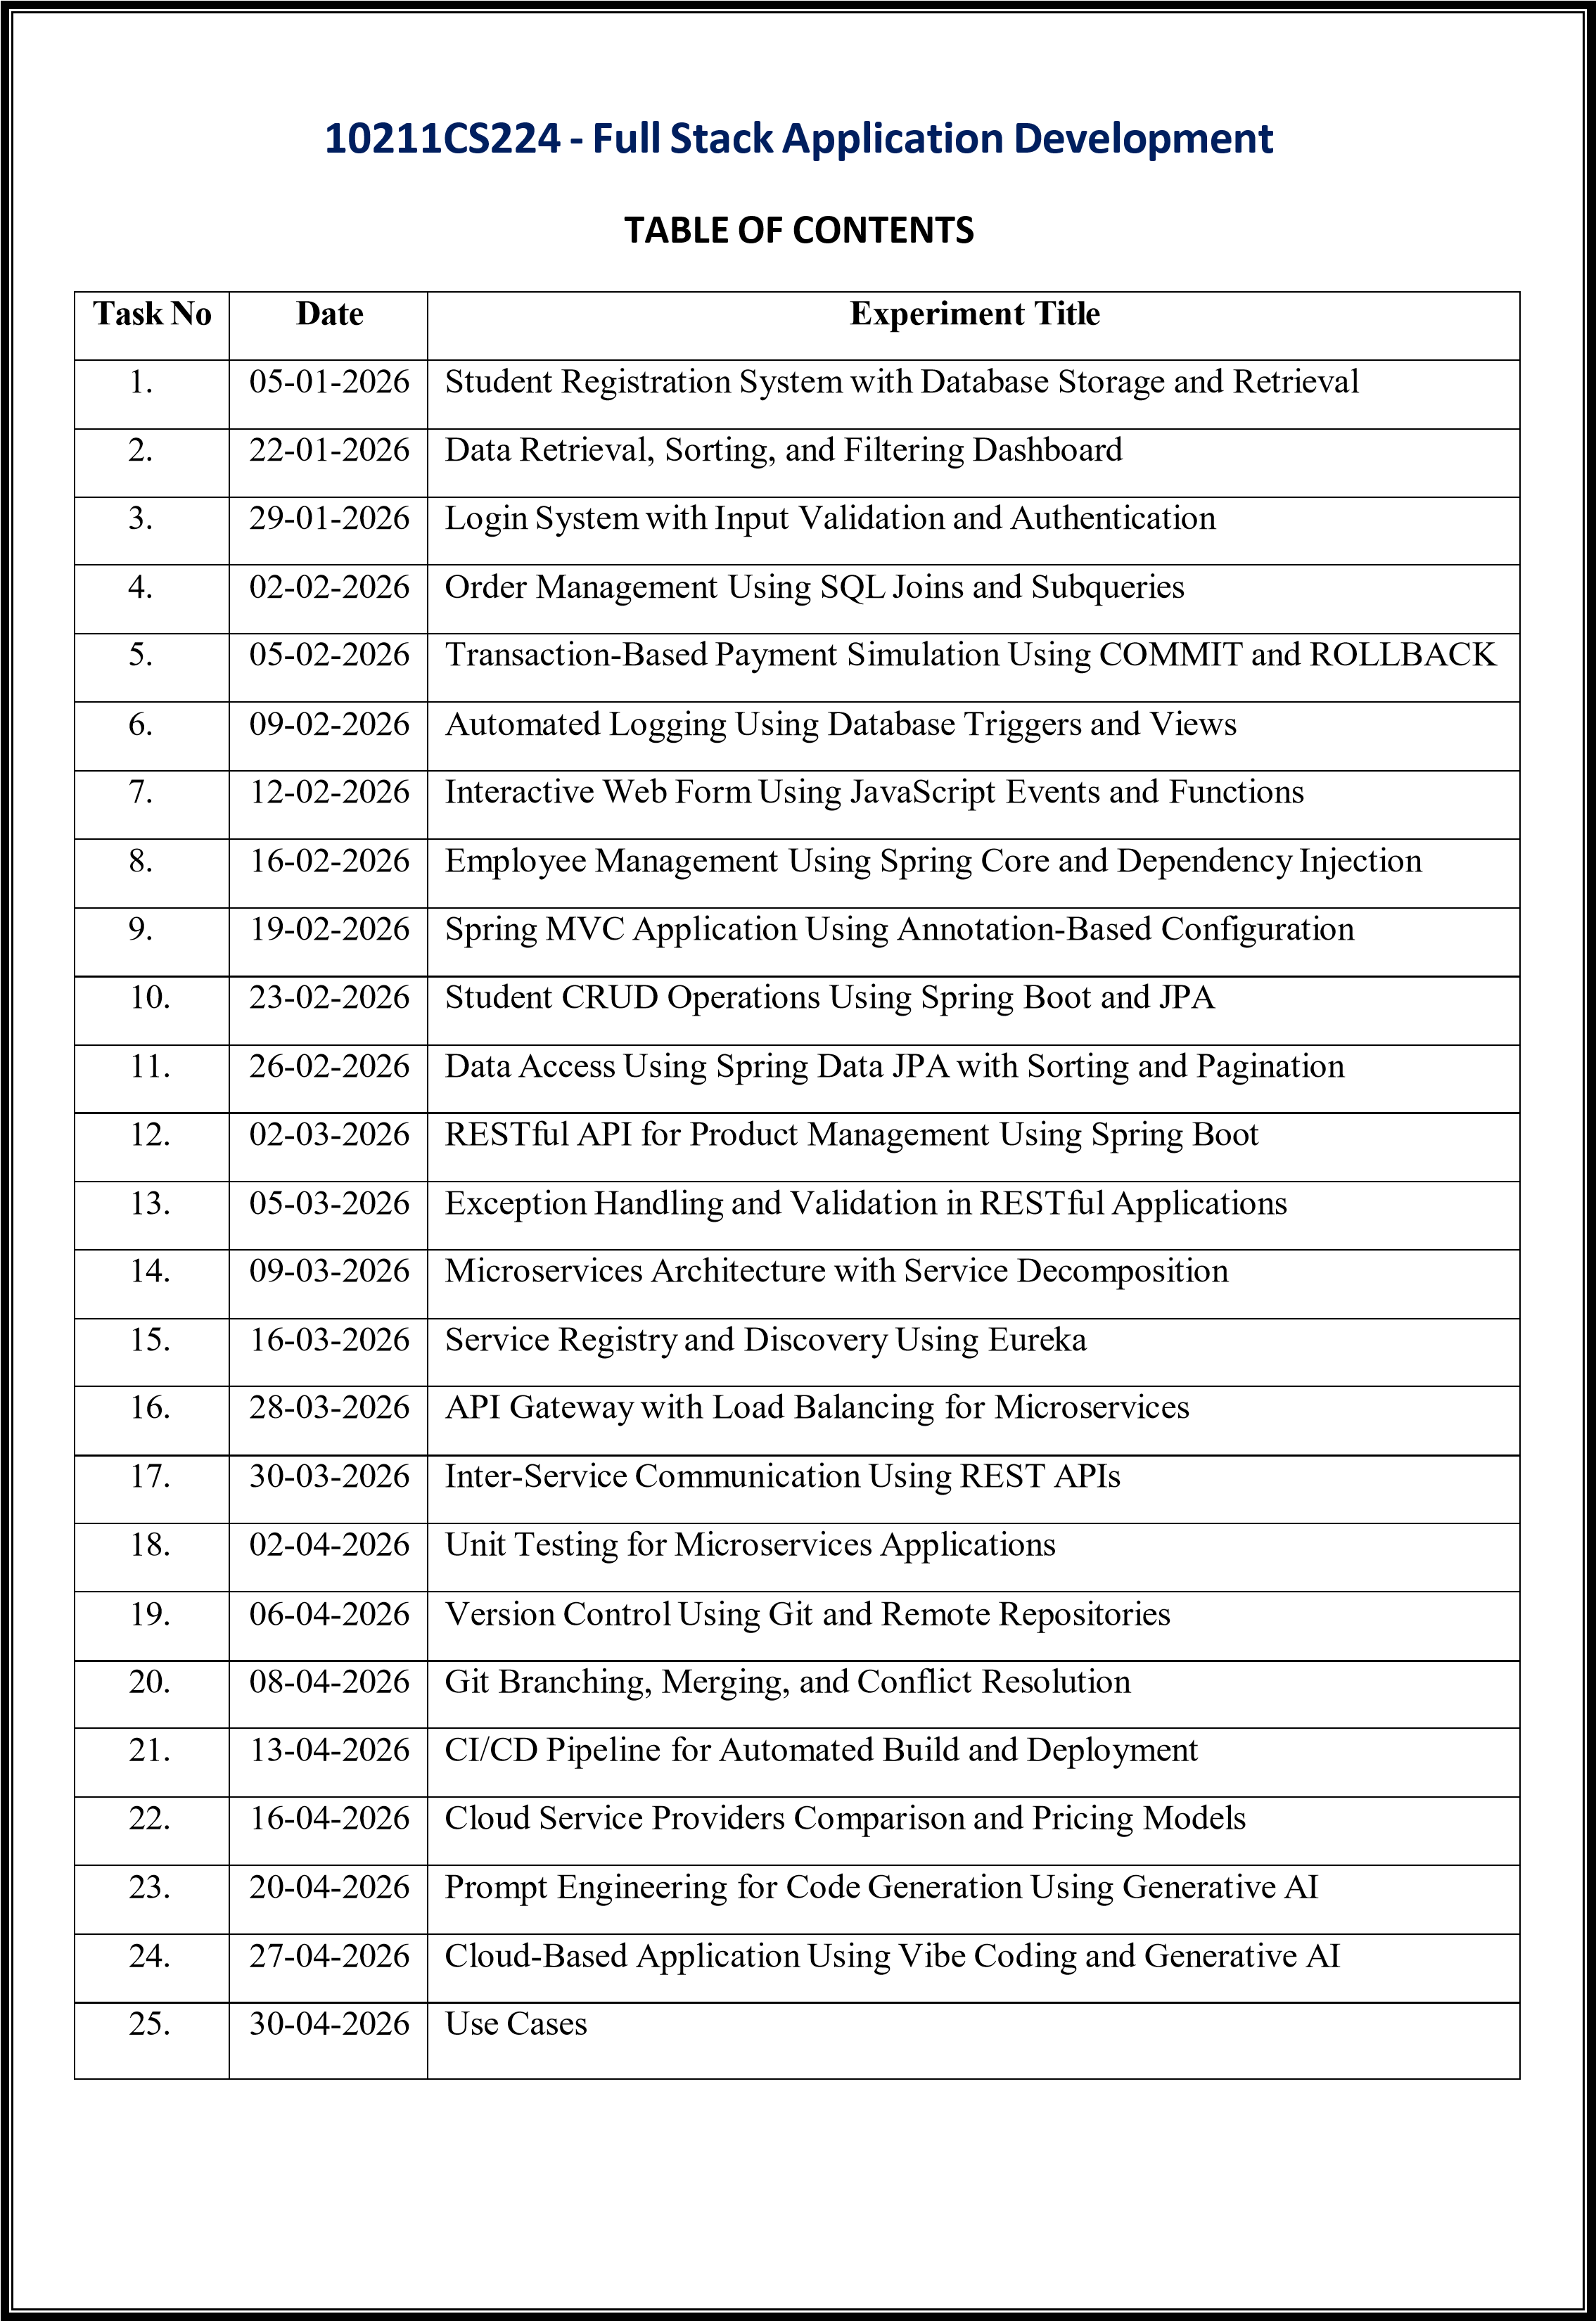 10211CS224 - Full Stack Application Development
TABLE OF CONTENTS
Task No Date Experiment Title
1. 05-01-2026 Student Registration System with Database Storage and Retrieval
2. 22-01-2026 Data Retrieval, Sorting, and Filtering Dashboard
3. 29-01-2026 Login System with Input Validation and Authentication
4. 02-02-2026 Order Management Using SQL Joins and Subqueries
5. 05-02-2026 Transaction-Based Payment Simulation Using COMMIT and ROLLBACK
6. 09-02-2026 Automated Logging Using Database Triggers and Views
7. 12-02-2026 Interactive Web Form Using JavaScript Events and Functions
8. 16-02-2026 Employee Management Using Spring Core and Dependency Injection
9. 19-02-2026 Spring MVC Application Using Annotation-Based Configuration
10. 23-02-2026 Student CRUD Operations Using Spring Boot and JPA
11. 26-02-2026 Data Access Using Spring Data JPA with Sorting and Pagination
12. 02-03-2026 RESTful API for Product Management Using Spring Boot
13. 05-03-2026 Exception Handling and Validation in RESTful Applications
14. 09-03-2026 Microservices Architecture with Service Decomposition
15. 16-03-2026 Service Registry and Discovery Using Eureka
16. 28-03-2026 API Gateway with Load Balancing for Microservices
17. 30-03-2026 Inter-Service Communication Using REST APIs
18. 02-04-2026 Unit Testing for Microservices Applications
19. 06-04-2026 Version Control Using Git and Remote Repositories
20. 08-04-2026 Git Branching, Merging, and Conflict Resolution
21. 13-04-2026 CI/CD Pipeline for Automated Build and Deployment
22. 16-04-2026 Cloud Service Providers Comparison and Pricing Models
23. 20-04-2026 Prompt Engineering for Code Generation Using Generative AI
24. 27-04-2026 Cloud-Based Application Using Vibe Coding and Generative AI
25. 30-04-2026 Use Cases